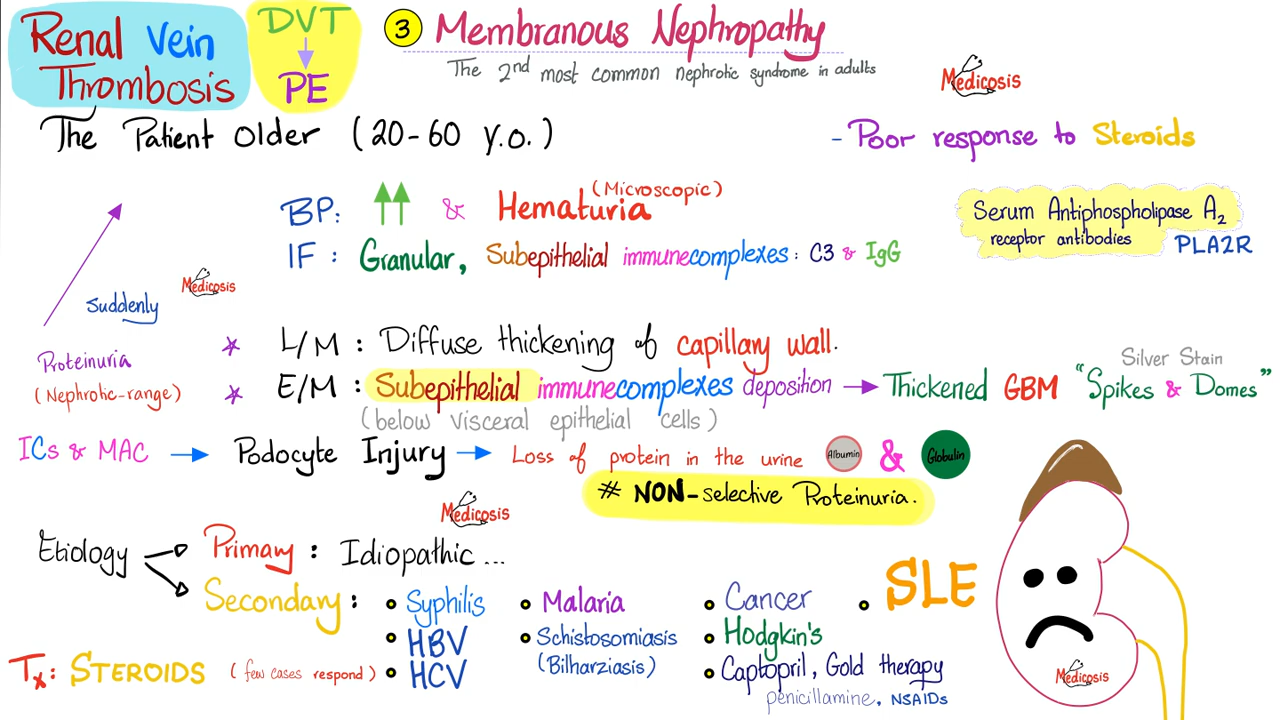 Renal Vein
Thrombosis
DVT
PE
3 Membranous Nephropathy
The 2nd most common nephrotic syndrome in adults
Medicosis
The Patient Older (20-60 y.o.)
- Poor response to Steroids
BP: & Hematuria (Microscopic)
IF : Granular, Subepithelial immunecomplexes : C3 & IgG
Serum Antiphospholipase A2
receptor antibodies PLA2R
Medicosis
Suddenly
Proteinuria
(Nephrotic-range)
L/M : Diffuse thickening of capillary wall.
E/M : Subepithelial immunecomplexes deposition → Thickened GBM "Spikes & Domes"
Silver Stain
(below visceral epithelial cells)
ICs & MAC → Podocyte Injury → Loss of protein in the urine Albumin & Globulin
# NON-selective Proteinuria.
Medicosis
Etiology
Primary : Idiopathic ...
Secondary :
• Syphilis
• HBV
• HCV
• Malaria
• Schistosomiasis
(Bilharziasis)
• Cancer
• Hodgkin's
• Captopril, Gold therapy
penicillamine, NSAIDs
• SLE
Tx: STEROIDS (few cases respond)
Medicosis